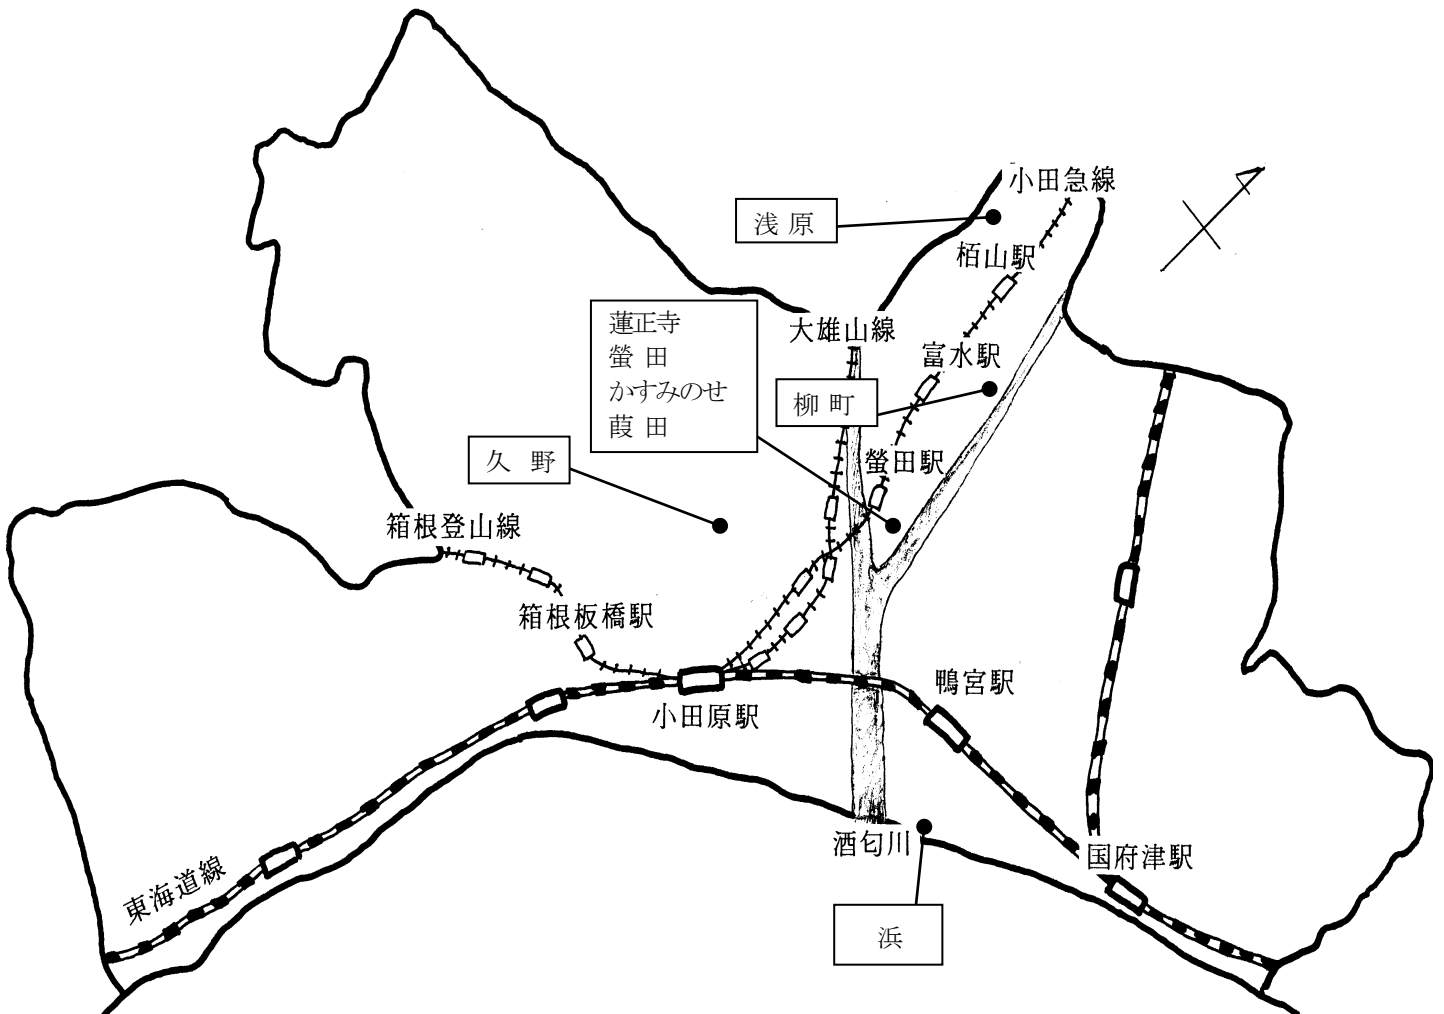 小田急線
浅原
栢山駅
蓮正寺
螢田
かすみのせ
葭田
大雄山線
富水駅
柳町
久野
螢田駅
箱根登山線
箱根板橋駅
鴨宮駅
小田原駅
酒匂川
国府津駅
東海道線
浜